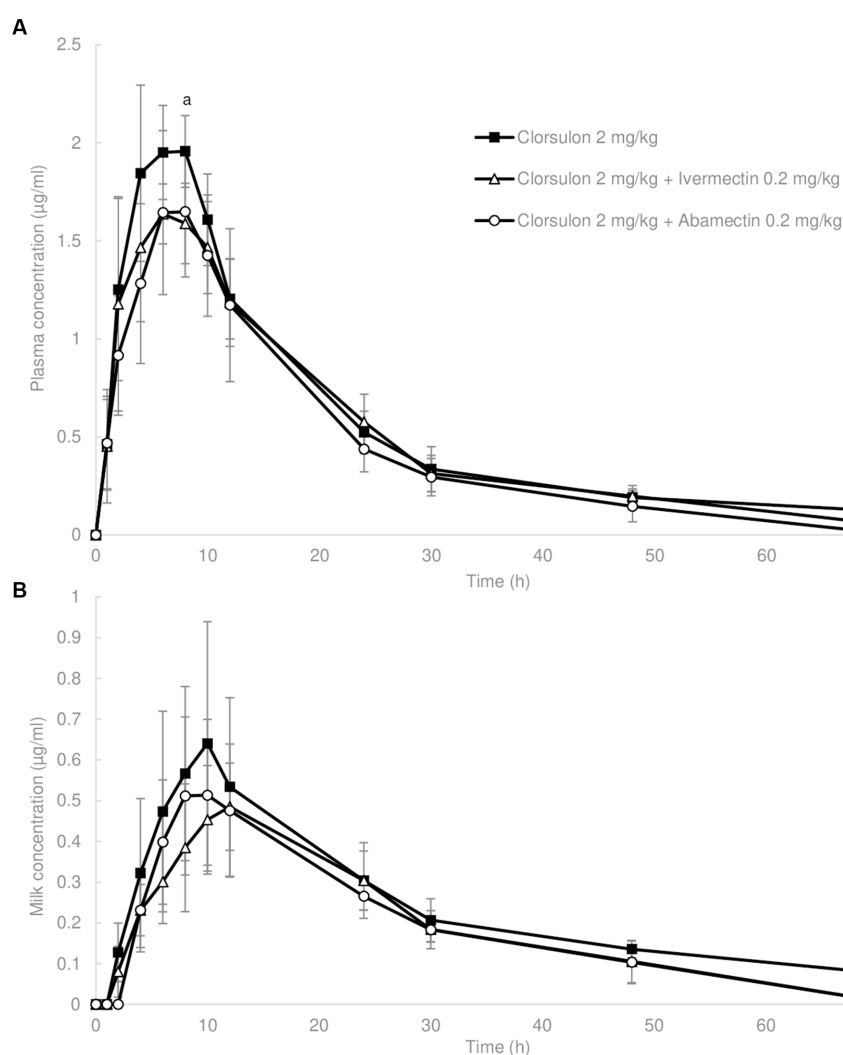 A
2.5
a
2
Clorsulon 2 mg/kg
Clorsulon 2 mg/kg + Ivermectin 0.2 mg/kg
Clorsulon 2 mg/kg + Abamectin 0.2 mg/kg
1.5
Plasma concentration (µg/ml)
1
0.5
0
0 10 20 30 40 50 60
Time (h)
B
1
0.9
0.8
0.7
0.6
0.5
Milk concentration (µg/ml)
0.4
0.3
0.2
0.1
0
0 10 20 30 40 50 60
Time (h)